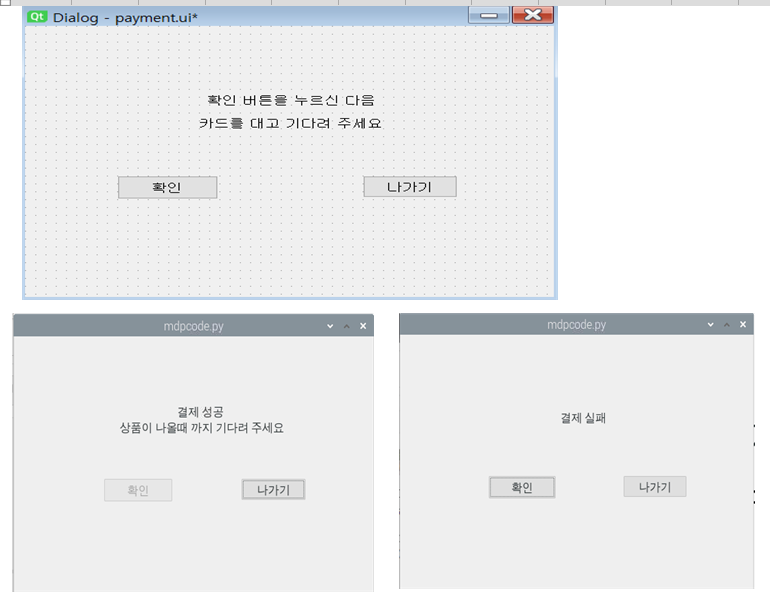 Qt Dialog - payment.ui*
확인 버튼을 누르신 다음
카드를 대고 기다려 주세요
확인
나가기
mdpcode.py
결제 성공
상품이 나올때 까지 기다려 주세요
확인
나가기
mdpcode.py
결제 실패
확인
나가기